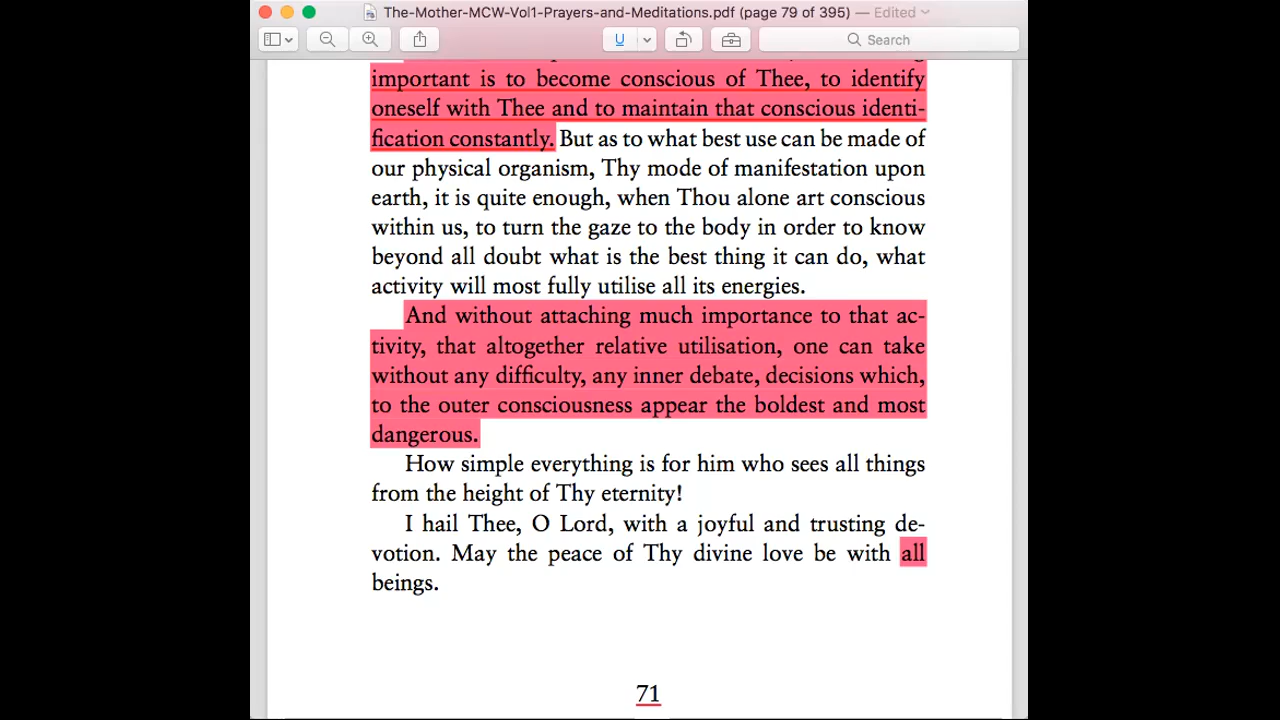 The-Mother-MCW-Vol1-Prayers-and-Meditations.pdf (page 79 of 395) — Edited
U
Search
important is to become conscious of Thee, to identify
oneself with Thee and to maintain that conscious identi-
fication constantly. But as to what best use can be made of
our physical organism, Thy mode of manifestation upon
earth, it is quite enough, when Thou alone art conscious
within us, to turn the gaze to the body in order to know
beyond all doubt what is the best thing it can do, what
activity will most fully utilise all its energies.
And without attaching much importance to that ac-
tivity, that altogether relative utilisation, one can take
without any difficulty, any inner debate, decisions which,
to the outer consciousness appear the boldest and most
dangerous.
How simple everything is for him who sees all things
from the height of Thy eternity!
I hail Thee, O Lord, with a joyful and trusting de-
votion. May the peace of Thy divine love be with all
beings.
71